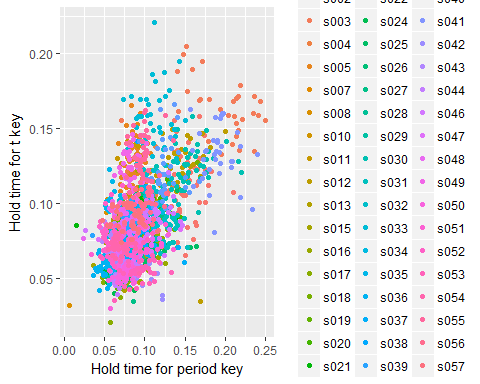 0.20
0.15
0.10
0.05
Hold time for t key
0.00 0.05 0.10 0.15 0.20 0.25
Hold time for period key
s003 s024 s041
s004 s025 s042
s005 s026 s043
s007 s027 s044
s008 s028 s046
s010 s029 s047
s011 s030 s048
s012 s031 s049
s013 s032 s050
s015 s033 s051
s016 s034 s052
s017 s035 s053
s018 s036 s054
s019 s037 s055
s020 s038 s056
s021 s039 s057